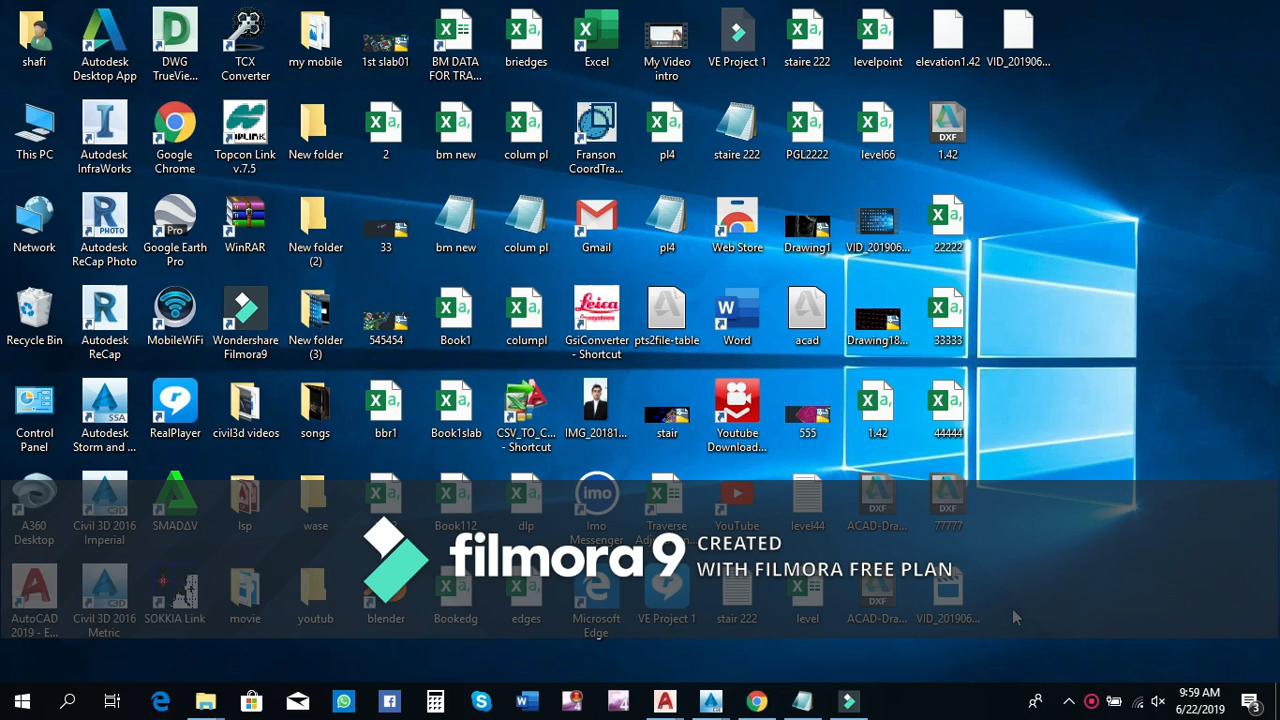 shafi
Autodesk
Desktop App
DWG
TrueVie...
TCX
Converter
my mobile
1st slab01
BM DATA
FOR TRA...
briedges
Excel
My Video
intro
VE Project 1
staire 222
levelpoint
elevation1.42
VID_201906...
This PC
Autodesk
InfraWorks
Google
Chrome
Topcon Link
v.7.5
New folder
2
bm new
colum pl
Franson
CoordTra...
pl4
staire 222
PGL2222
level66
1.42
Network
Autodesk
ReCap Photo
Google Earth
Pro
WinRAR
New folder
(2)
33
bm new
colum pl
Gmail
pl4
Web Store
Drawing1
VID_201906...
22222
Recycle Bin
Autodesk
ReCap
MobileWiFi
Wondershare
Filmora9
New folder
(3)
545454
Book1
columpl
GsiConverter
- Shortcut
pts2file-table
Word
acad
Drawing18...
33333
Control
Panel
Autodesk
Storm and ...
RealPlayer
civil3d videos
songs
bbr1
Book1slab
CSV_TO_C...
- Shortcut
IMG_20181...
stair
Youtube
Download...
555
1.42
44444
A360
Desktop
Civil 3D 2016
Imperial
SMADΔV
lsp
wase
Book112
dlp
Imo
Messenger
Traverse
YouTube
level44
ACAD-Dra...
77777
filmora9
CREATED
WITH FILMORA FREE PLAN
AutoCAD
2019 - E...
Civil 3D 2016
Metric
SOKKIA Link
movie
youtub
blender
Bookedg
edges
Microsoft
Edge
VE Project 1
stair 222
level
ACAD-Dra...
VID_201906...
9:59 AM
6/22/2019
3